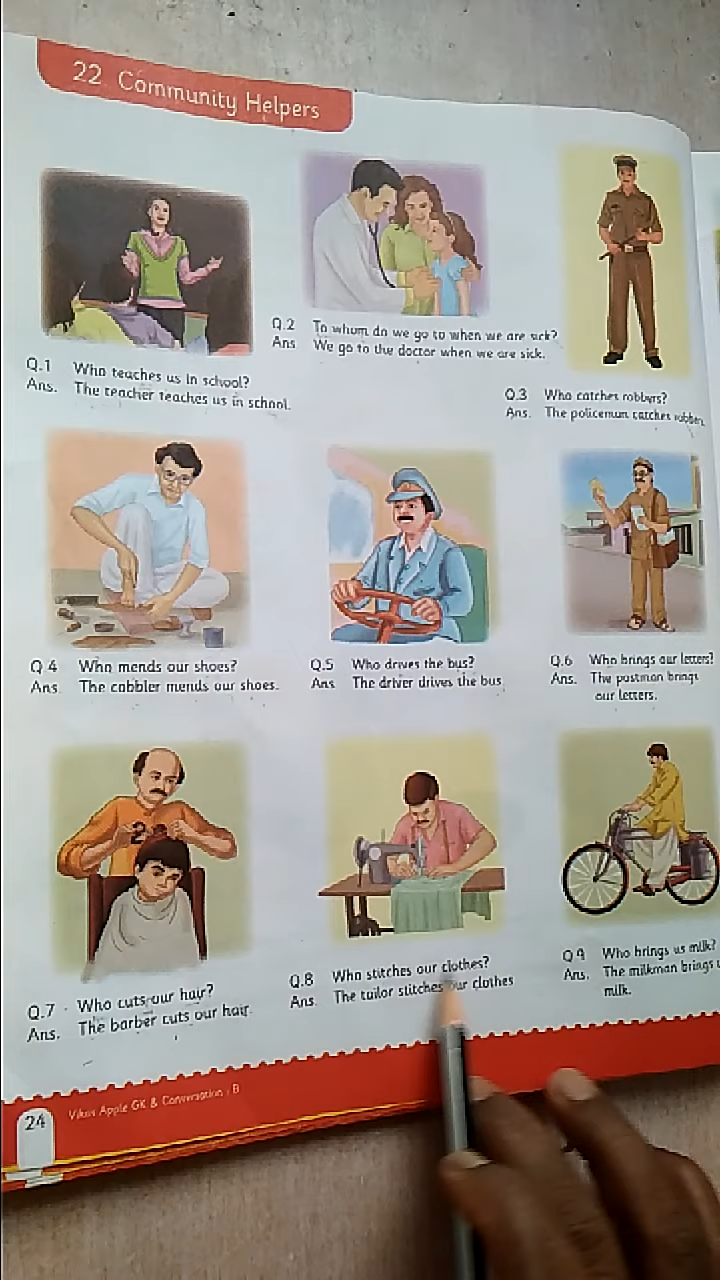 22 Community Helpers
Q.1 Who teaches us in school?
Ans. The teacher teaches us in school.
Q.2 To whom do we go to when we are sick?
Ans We go to the doctor when we are sick.
Q.3 Who catches robbers?
Ans. The policeman catches robbers.
Q 4 Who mends our shoes?
Ans The cobbler mends our shoes.
Q.5 Who drives the bus?
Ans The driver drives the bus
Q.6 Who brings our letters?
Ans. The postman brings
our letters.
Q.7 Who cuts our hair?
Ans. The barber cuts our hair
Q.8 Who stitches our clothes?
Ans. The tailor stitches our clothes
Q 9 Who brings us milk?
Ans. The milkman brings
milk.
24
Vikas Apple GK & Conversation : B